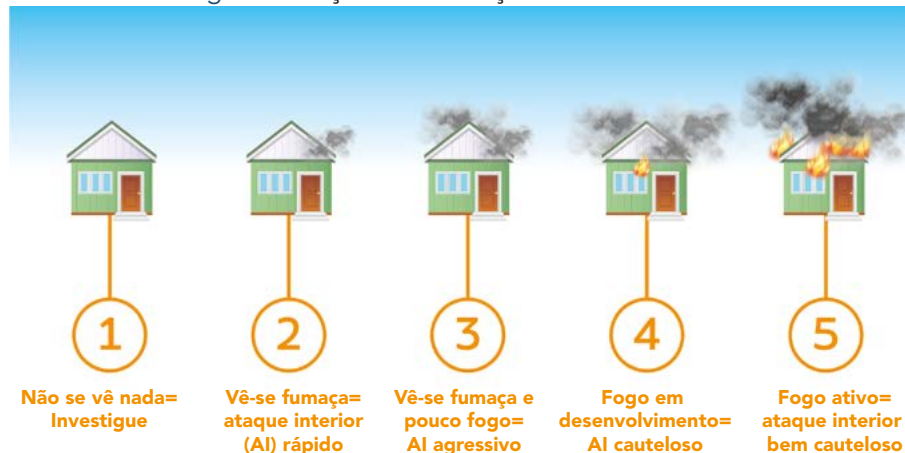 1
2
3
4
5
Não se vê nada=
Investigue
Vê-se fumaça=
ataque interior
(AI) rápido
Vê-se fumaça e
pouco fogo=
AI agressivo
Fogo em
desenvolvimento=
AI cauteloso
Fogo ativo=
ataque interior
bem cauteloso